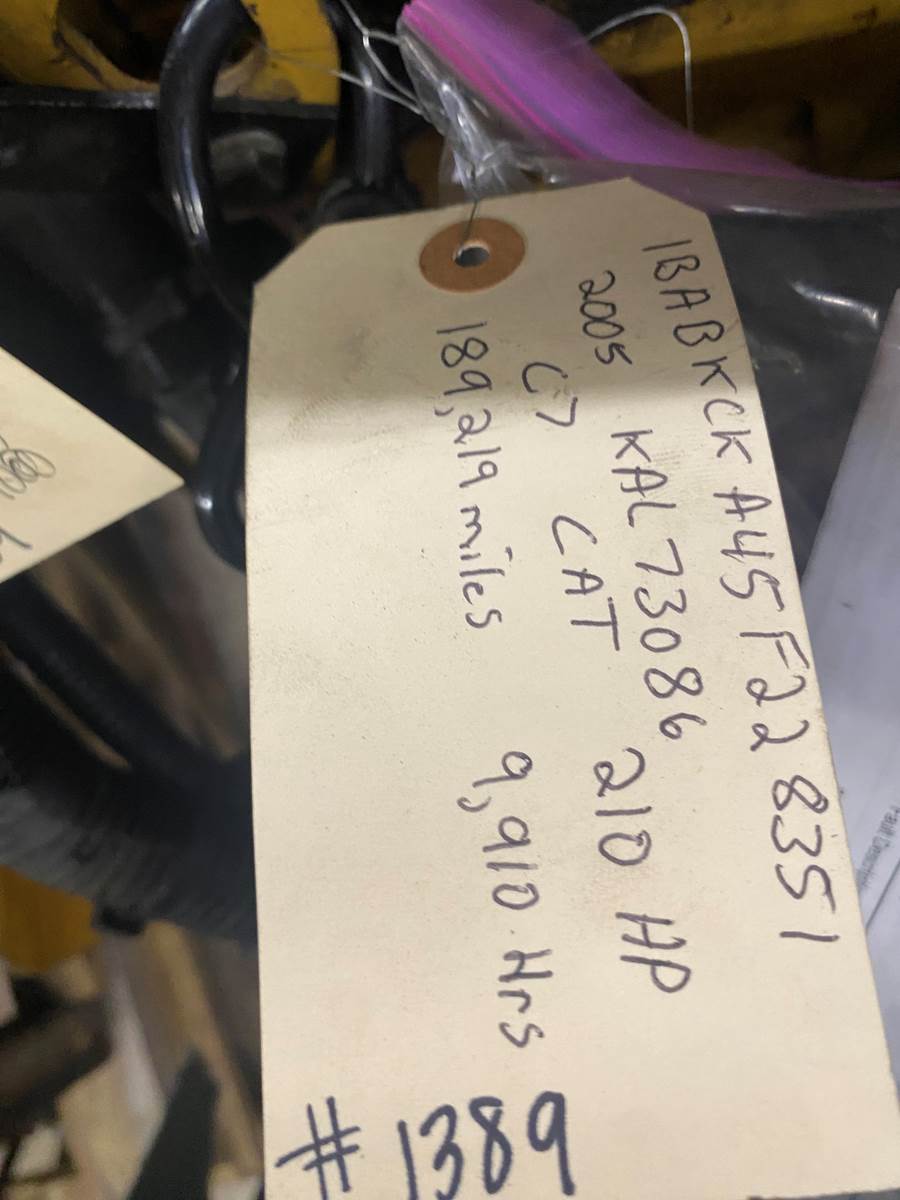 1BABKCKA45F228351
2005 KAL73086 210 HP
C7 CAT
189,219 miles 9,910 Hrs
#1389